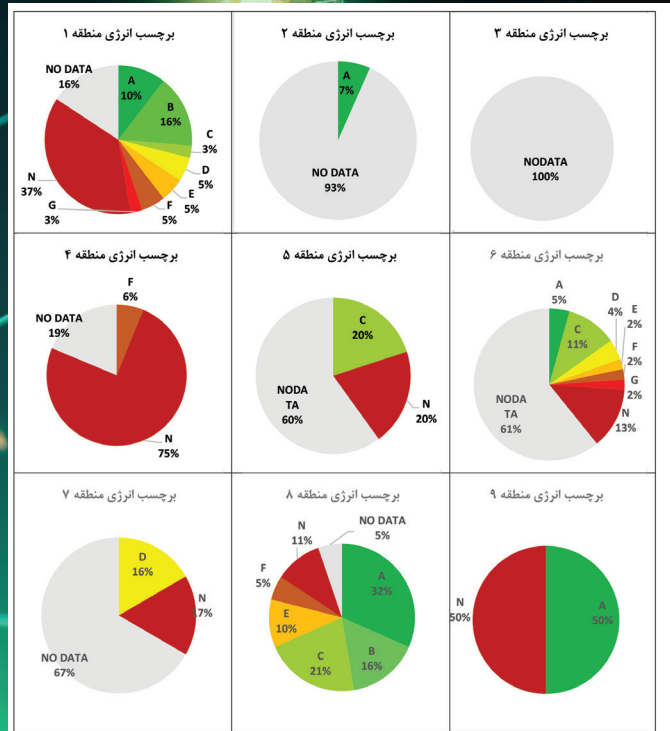 برچسب انرژی منطقه ۱
NO DATA
16%
A
10%
B
16%
C
3%
D
5%
E
5%
F
5%
G
3%
N
37%
برچسب انرژی منطقه ۲
A
7%
NO DATA
93%
برچسب انرژی منطقه ۳
NODATA
100%
برچسب انرژی منطقه ۴
F
6%
NO DATA
19%
N
75%
برچسب انرژی منطقه ۵
C
20%
N
20%
NODA
TA
60%
برچسب انرژی منطقه ۶
A
5%
C
11%
D
4%
E
2%
F
2%
G
2%
N
13%
NODA
TA
61%
برچسب انرژی منطقه ۷
D
16%
N
17%
NO DATA
67%
برچسب انرژی منطقه ۸
NO DATA
5%
A
32%
B
16%
C
21%
E
10%
F
5%
N
11%
برچسب انرژی منطقه ۹
N
50%
A
50%